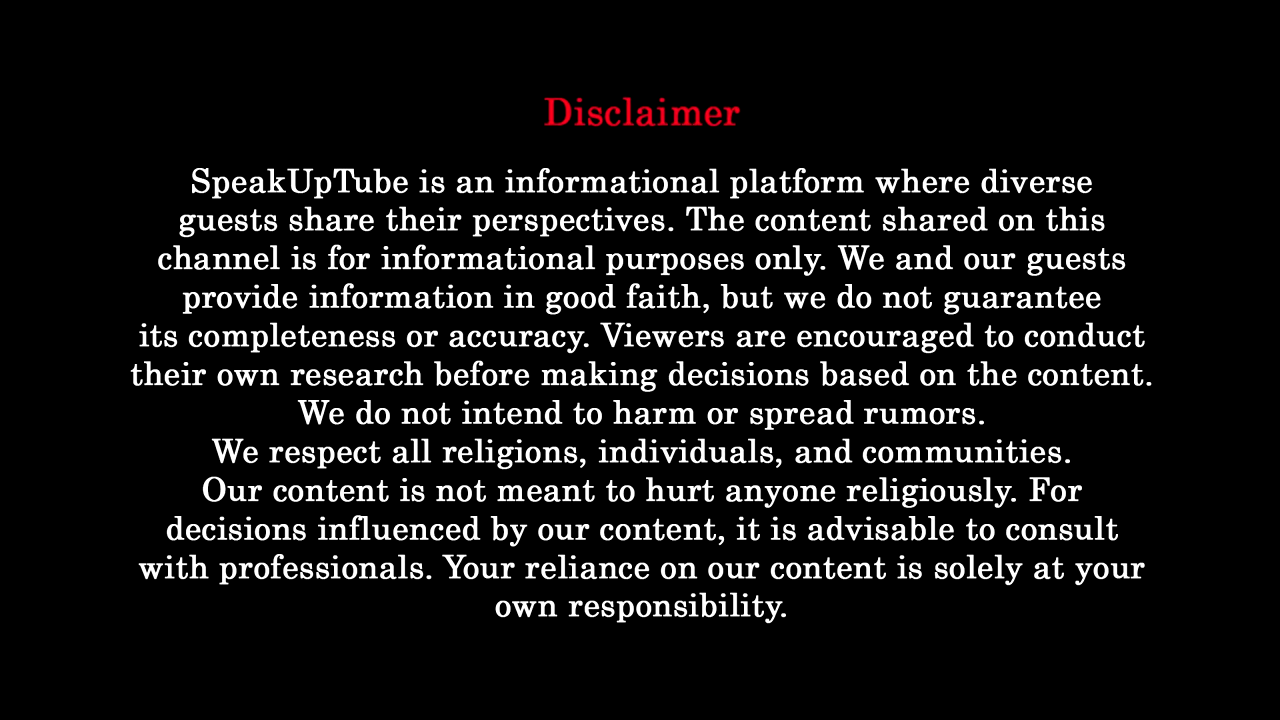 Disclaimer
SpeakUpTube is an informational platform where diverse
guests share their perspectives. The content shared on this
channel is for informational purposes only. We and our guests
provide information in good faith, but we do not guarantee
its completeness or accuracy. Viewers are encouraged to conduct
their own research before making decisions based on the content.
We do not intend to harm or spread rumors.
We respect all religions, individuals, and communities.
Our content is not meant to hurt anyone religiously. For
decisions influenced by our content, it is advisable to consult
with professionals. Your reliance on our content is solely at your
own responsibility.